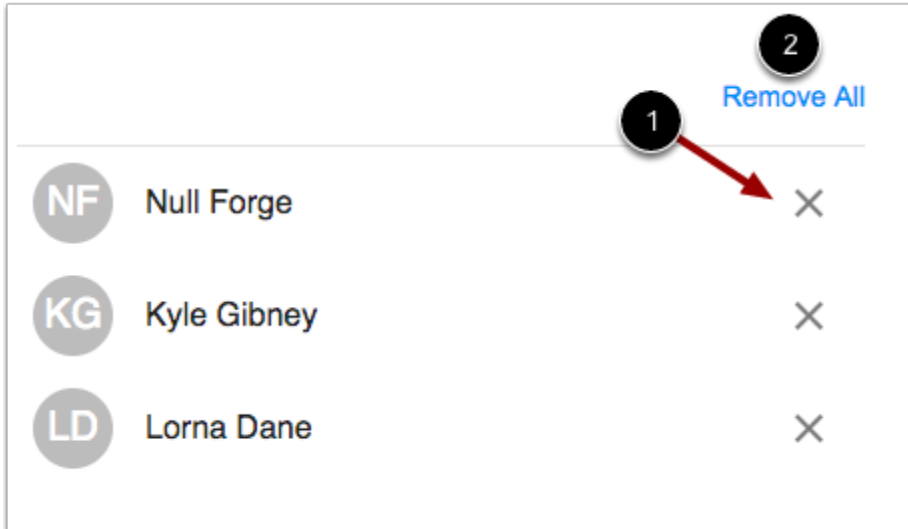 2
Remove All
1
NF Null Forge
KG Kyle Gibney
LD Lorna Dane